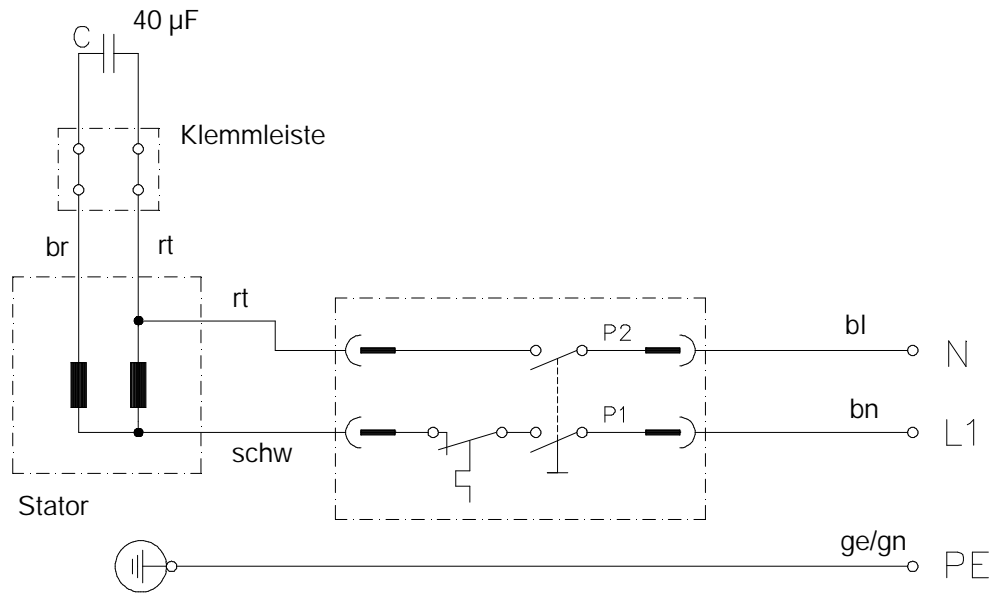 40 µF
C
Klemmleiste
br
rt
rt
P2
bl
N
P1
bn
L1
schw
Stator
ge/gn
PE